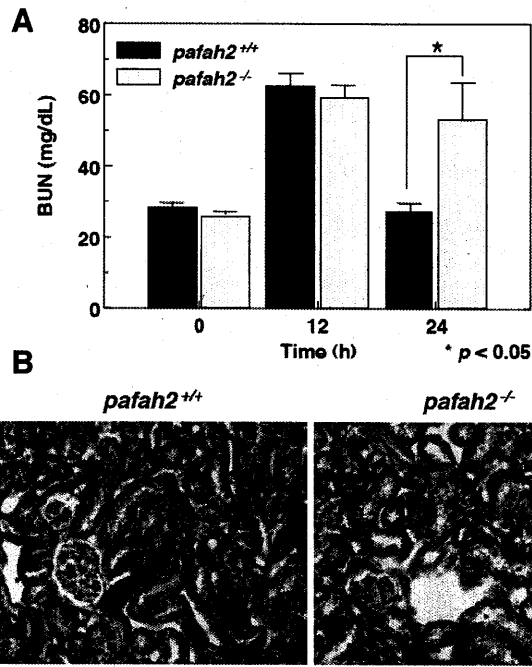 A
80
60
40
20
0
BUN (mg/dL)
pafah2+/+
pafah2-/-
*
0 12 24
Time (h)
* p < 0.05
B
pafah2+/+ pafah2-/-